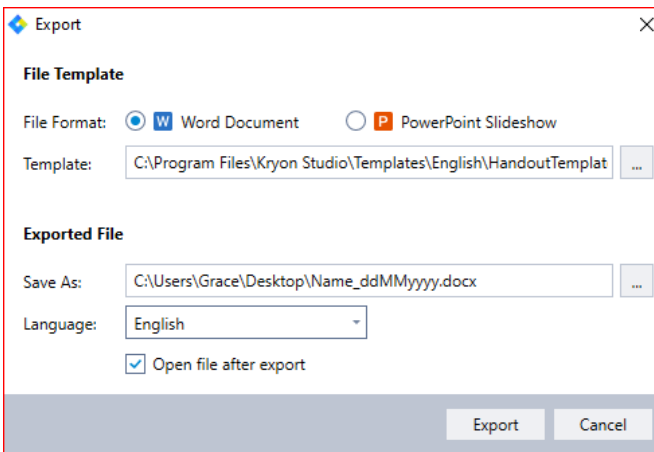 Export
File Template
File Format: W Word Document P PowerPoint Slideshow
Template: C:\Program Files\Kryon Studio\Templates\English\HandoutTemplat ...
Exported File
Save As: C:\Users\Grace\Desktop\Name_ddMMyyyy.docx ...
Language: English
Open file after export
Export Cancel